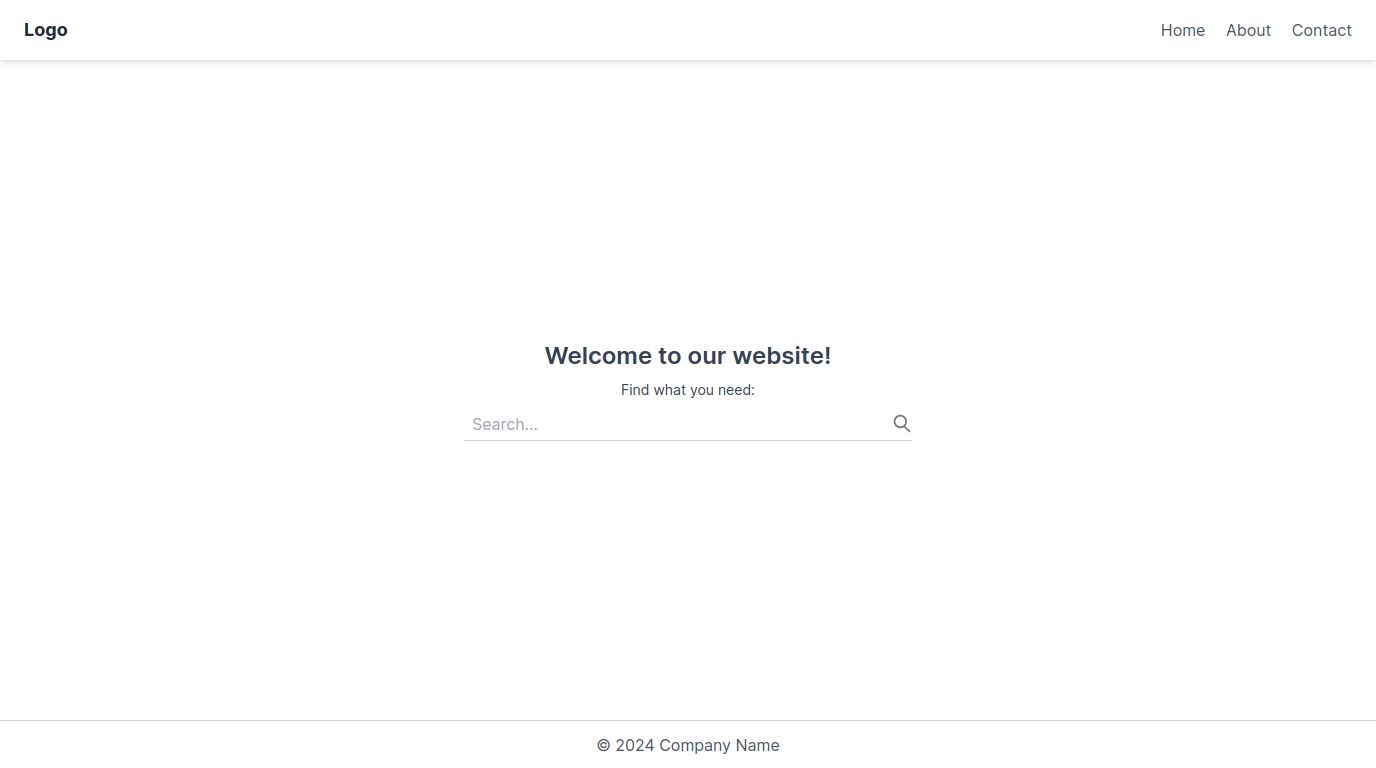 Logo
Home About Contact
Welcome to our website!
Find what you need:
Search...
© 2024 Company Name